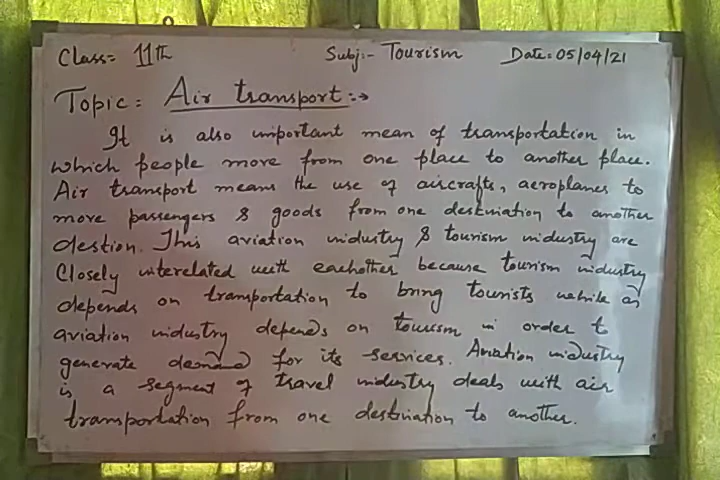 Class= 11th Subj:- Tourism Date:05/04/21
Topic: Air transport:→
It is also important mean of transportation in
which people move from one place to another place.
Air transport means the use of aircrafts, aeroplanes to
move passengers & goods from one destination to another
destion. This aviation industry & tourism industry are
Closely interelated with eachother because tourism industry
depends on transportation to bring tourists while as
aviation industry depends on tourism in order to
generate demand for its services. Aviation industry
is a segment of travel industry deals with air
transportation from one destination to another.